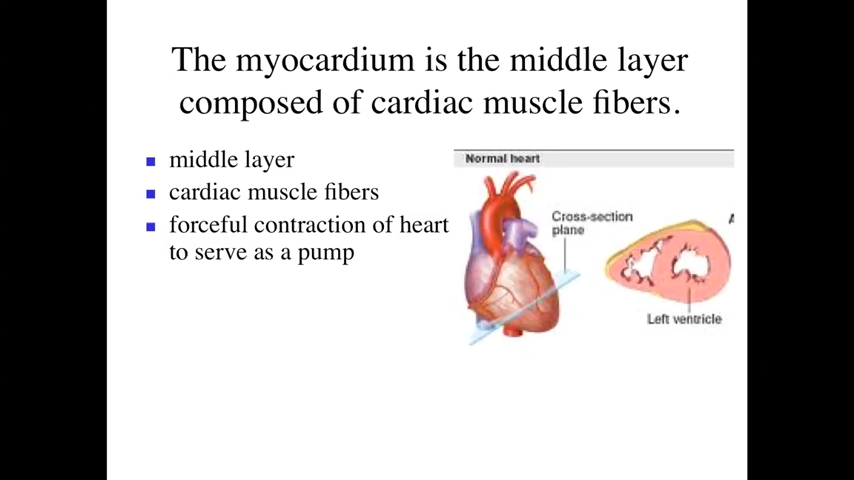 The myocardium is the middle layer
composed of cardiac muscle fibers.
middle layer
cardiac muscle fibers
forceful contraction of heart
to serve as a pump
Normal heart
Cross-section
plane
A
Left ventricle